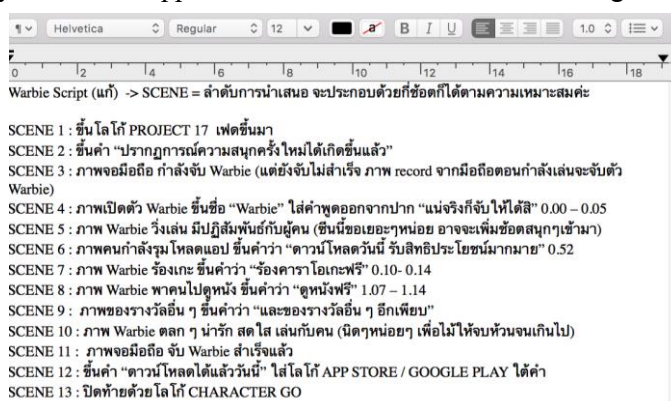 Helvetica Regular 12 a B I U 1.0
0 2 4 6 8 10 12 14 16 18
Warbie Script (แก้) -> SCENE = ลำดับการนำเสนอ จะประกอบด้วยกี่ช้อตก็ได้ตามความเหมาะสมค่ะ
SCENE 1 : ขึ้นโลโก้ PROJECT 17 เฟดขึ้นมา
SCENE 2 : ขึ้นคำ “ปรากฏการณ์ความสนุกครั้งใหม่ได้เกิดขึ้นแล้ว”
SCENE 3 : ภาพจอมือถือ กำลังจับ Warbie (แต่ยังจับไม่สำเร็จ ภาพ record จากมือถือตอนกำลังเล่นจะจับตัว
Warbie)
SCENE 4 : ภาพเปิดตัว Warbie ขึ้นชื่อ “Warbie” ใส่คำพูดออกจากปาก “แน่จริงก็จับให้ได้สิ” 0.00 – 0.05
SCENE 5 : ภาพ Warbie วิ่งเล่น มีปฏิสัมพันธ์กับผู้คน (ซีนนี้ขอเยอะๆหน่อย อาจจะเพิ่มช้อตสนุกๆเข้ามา)
SCENE 6 : ภาพคนกำลังรุมโหลดแอป ขึ้นคำว่า “ดาวน์โหลดวันนี้ รับสิทธิประโยชน์มากมาย” 0.52
SCENE 7 : ภาพ Warbie ร้องเกะ ขึ้นคำว่า “ร้องคาราโอเกะฟรี” 0.10- 0.14
SCENE 8 : ภาพ Warbie พาคนไปดูหนัง ขึ้นคำว่า “ดูหนังฟรี” 1.07 – 1.14
SCENE 9 : ภาพของรางวัลอื่น ๆ ขึ้นคำว่า “และของรางวัลอื่น ๆ อีกเพียบ”
SCENE 10 : ภาพ Warbie ตลก ๆ น่ารัก สดใส เล่นกับคน (นิดๆหน่อยๆ เพื่อไม่ให้จบห้วนจนเกินไป)
SCENE 11 : ภาพจอมือถือ จับ Warbie สำเร็จแล้ว
SCENE 12 : ขึ้นคำ “ดาวน์โหลดได้แล้ววันนี้” ใส่โลโก้ APP STORE / GOOGLE PLAY ใต้คำ
SCENE 13 : ปิดท้ายด้วยโลโก้ CHARACTER GO